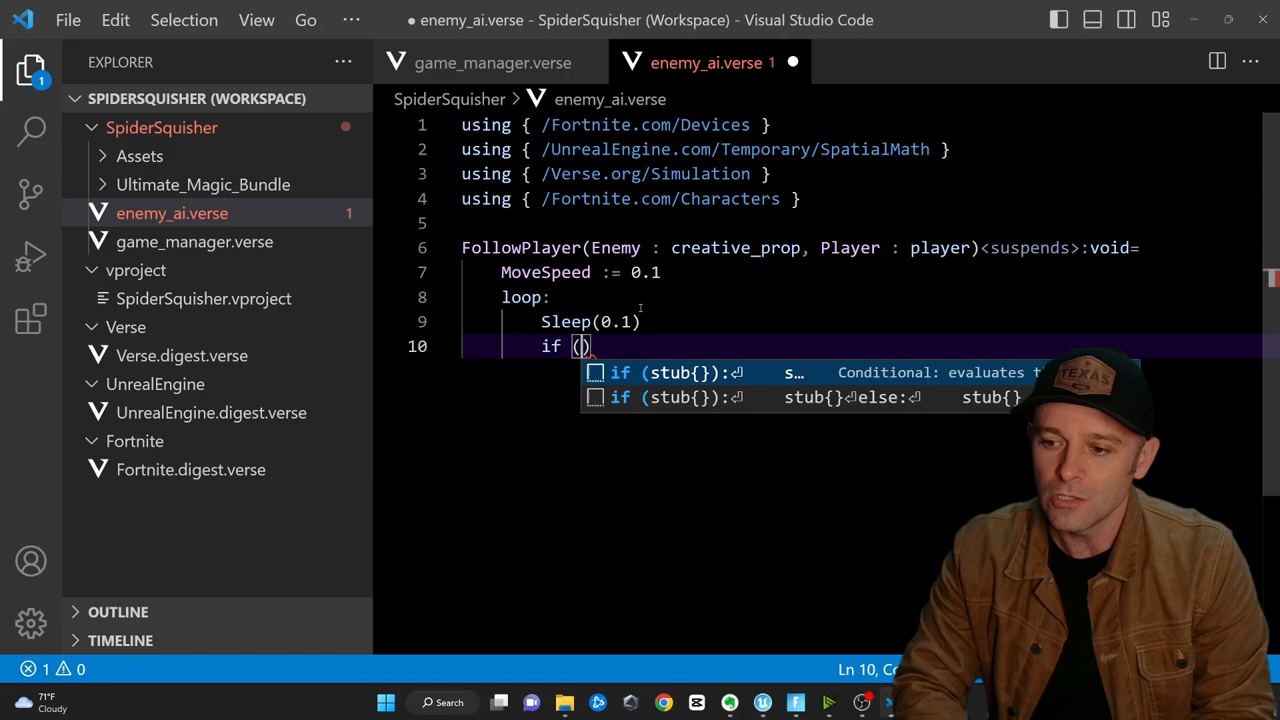 File Edit Selection View Go ··· ● enemy_ai.verse - SpiderSquisher (Workspace) - Visual Studio Code
EXPLORER ···
1
SPIDERSQUISHER (WORKSPACE)
SpiderSquisher
Assets
Ultimate_Magic_Bundle
enemy_ai.verse 1
game_manager.verse
vproject
SpiderSquisher.vproject
Verse
Verse.digest.verse
UnrealEngine
UnrealEngine.digest.verse
Fortnite
Fortnite.digest.verse
OUTLINE
TIMELINE
game_manager.verse enemy_ai.verse 1 ● ···
SpiderSquisher > enemy_ai.verse
1 using { /Fortnite.com/Devices }
2 using { /UnrealEngine.com/Temporary/SpatialMath }
3 using { /Verse.org/Simulation }
4 using { /Fortnite.com/Characters }
5
6 FollowPlayer(Enemy : creative_prop, Player : player)<suspends>:void=
7 MoveSpeed := 0.1
8 loop:
9 Sleep(0.1)
10 if ()
if (stub{}):⏎ s… Conditional: evaluates
if (stub{}):⏎ stub{}⏎else:⏎ stub{}
TEXAS
1 0 Ln 10,
71°F
Cloudy
Search